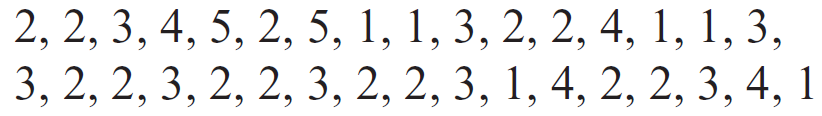 2, 2, 3, 4, 5, 2, 5, 1, 1, 3, 2, 2, 4, 1, 1, 3,
3, 2, 2, 3, 2, 2, 3, 2, 2, 3, 1, 4, 2, 2, 3, 4, 1